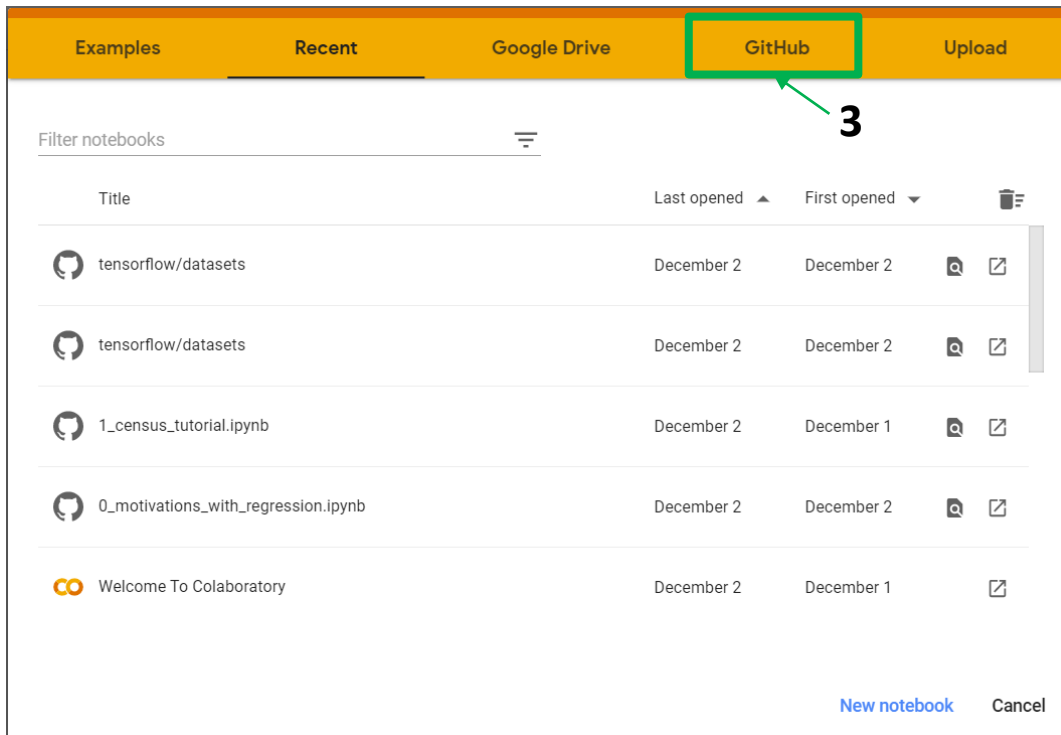 Examples Recent Google Drive GitHub Upload
3
Filter notebooks
Title Last opened First opened
tensorflow/datasets December 2 December 2
tensorflow/datasets December 2 December 2
1_census_tutorial.ipynb December 2 December 1
0_motivations_with_regression.ipynb December 2 December 2
Welcome To Colaboratory December 2 December 1
New notebook Cancel